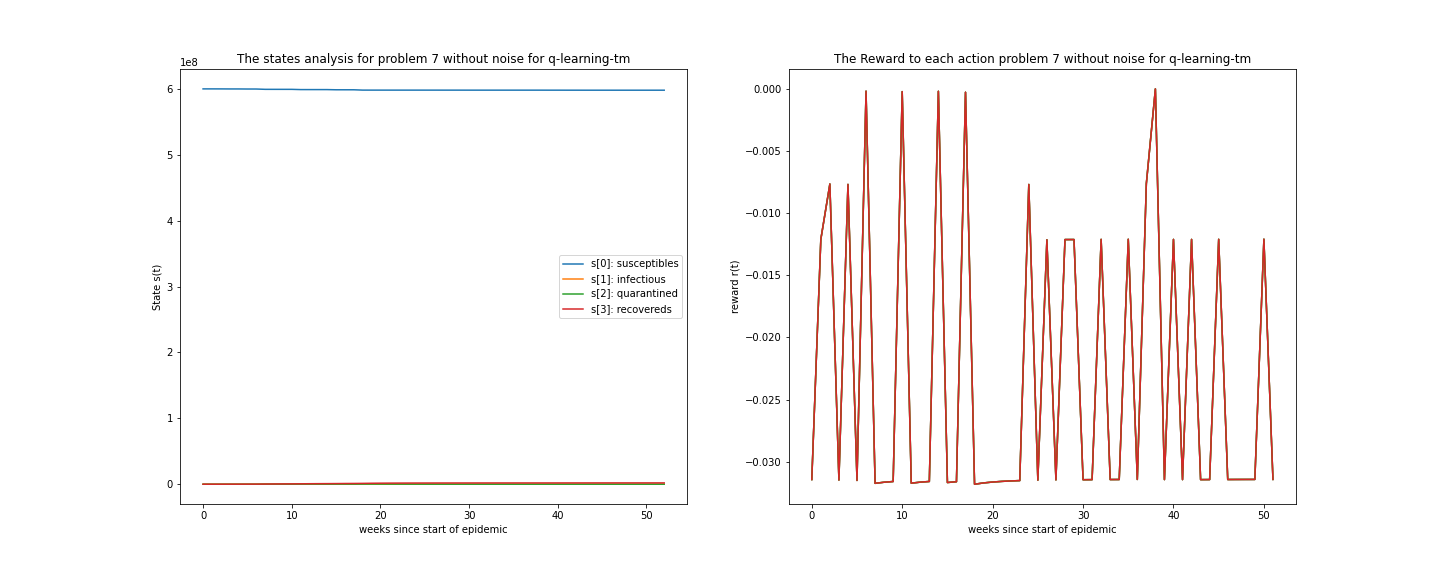 The states analysis for problem 7 without noise for q-learning-tm
1e8
6
5
4
3
2
1
0
State s(t)
s[0]: susceptibles
s[1]: infectious
s[2]: quarantined
s[3]: recovereds
0 10 20 30 40 50
weeks since start of epidemic
The Reward to each action problem 7 without noise for q-learning-tm
0.000
−0.005
−0.010
−0.015
−0.020
−0.025
−0.030
reward r(t)
0 10 20 30 40 50
weeks since start of epidemic